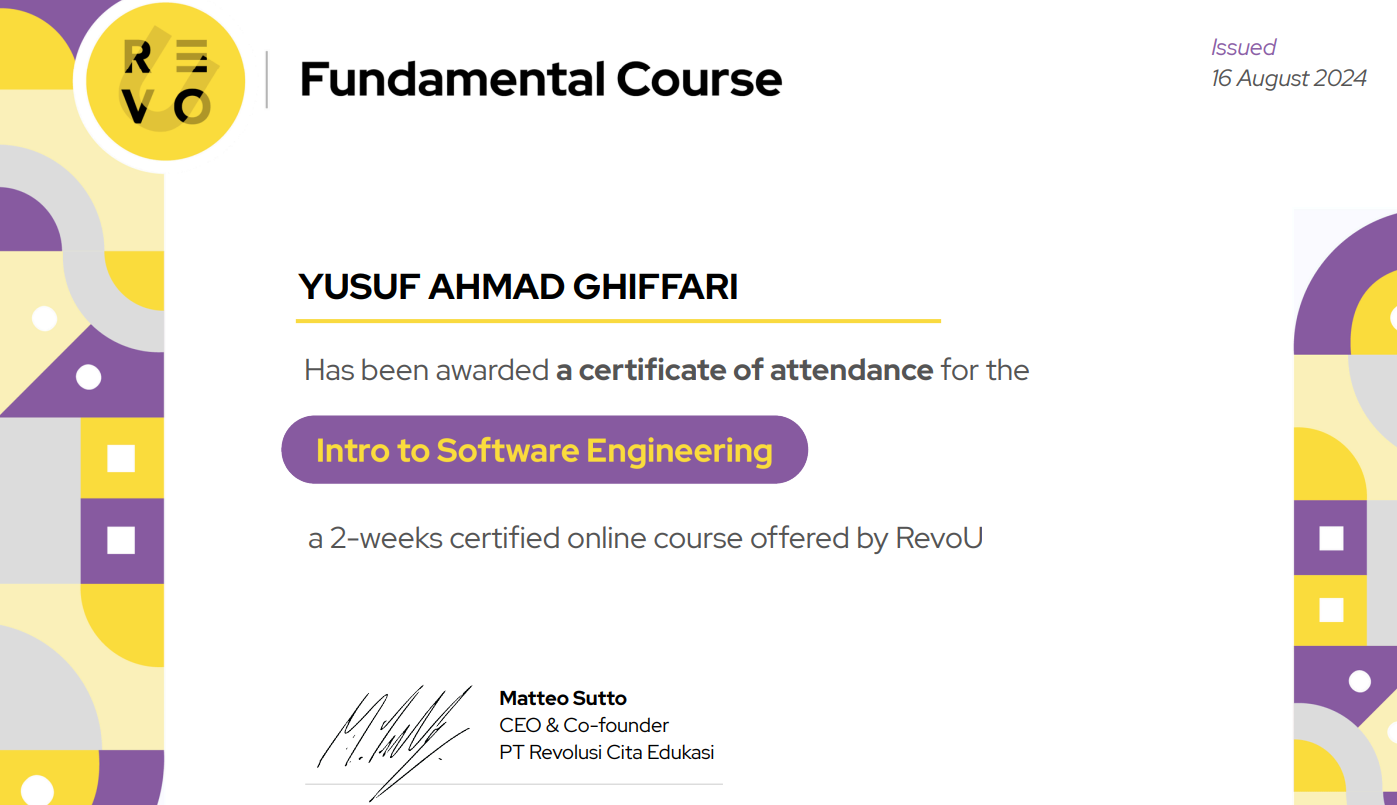 RE
VO
Fundamental Course
Issued
16 August 2024
YUSUF AHMAD GHIFFARI
Has been awarded a certificate of attendance for the
Intro to Software Engineering
a 2-weeks certified online course offered by RevoU
Matteo Sutto
CEO & Co-founder
PT Revolusi Cita Edukasi